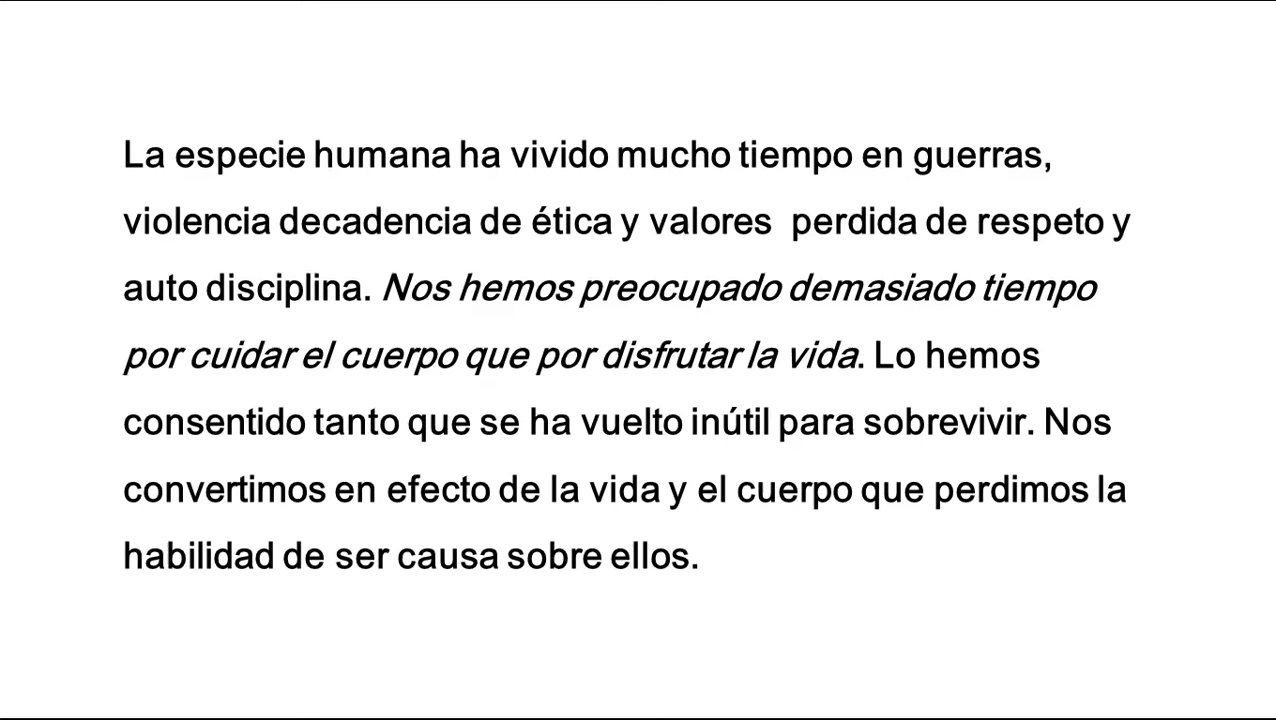 La especie humana ha vivido mucho tiempo en guerras,
violencia decadencia de ética y valores  perdida de respeto y
auto disciplina. Nos hemos preocupado demasiado tiempo
por cuidar el cuerpo que por disfrutar la vida. Lo hemos
consentido tanto que se ha vuelto inútil para sobrevivir. Nos
convertimos en efecto de la vida y el cuerpo que perdimos la
habilidad de ser causa sobre ellos.